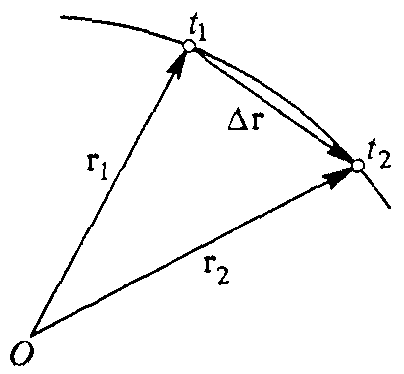 t₁
Δr
t₂
r₁
r₂
O